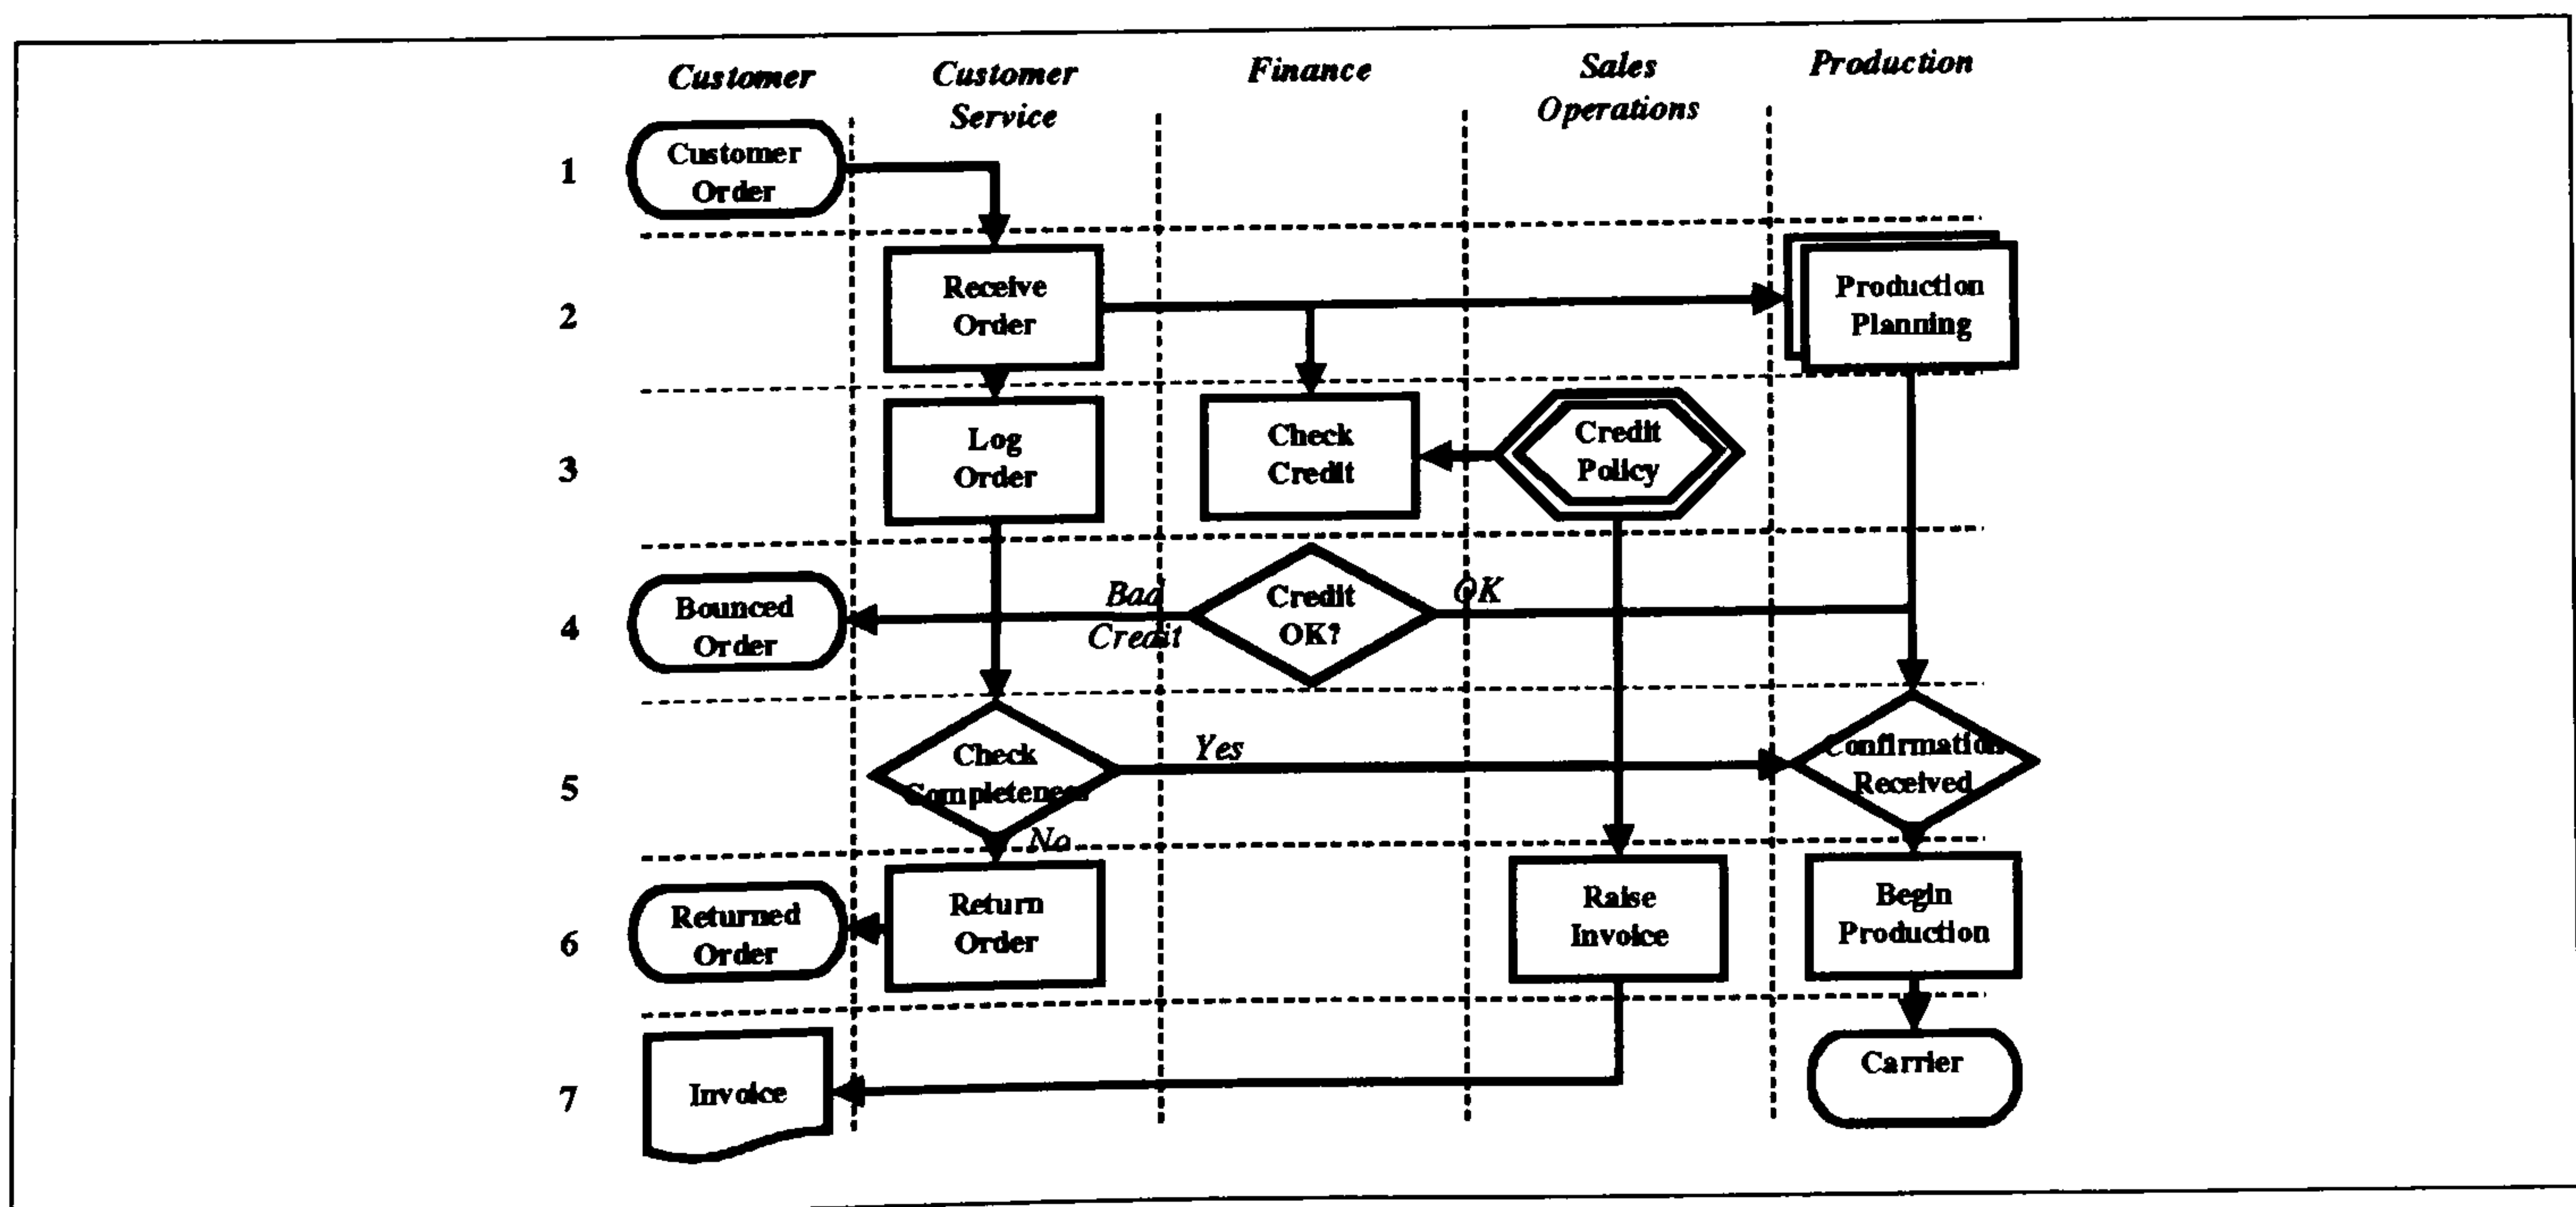 Customer
Customer
Service
Finance
Sales
Operations
Production
1
Customer
Order
2
Receive
Order
Production
Planning
3
Log
Order
Check
Credit
Credit
Policy
4
Bounced
Order
Bad
Credit
Credit
OK?
OK
5
Check
Completeness
Yes
No
Confirmation
Received
6
Returned
Order
Return
Order
Raise
Invoice
Begin
Production
7
Invoice
Carrier